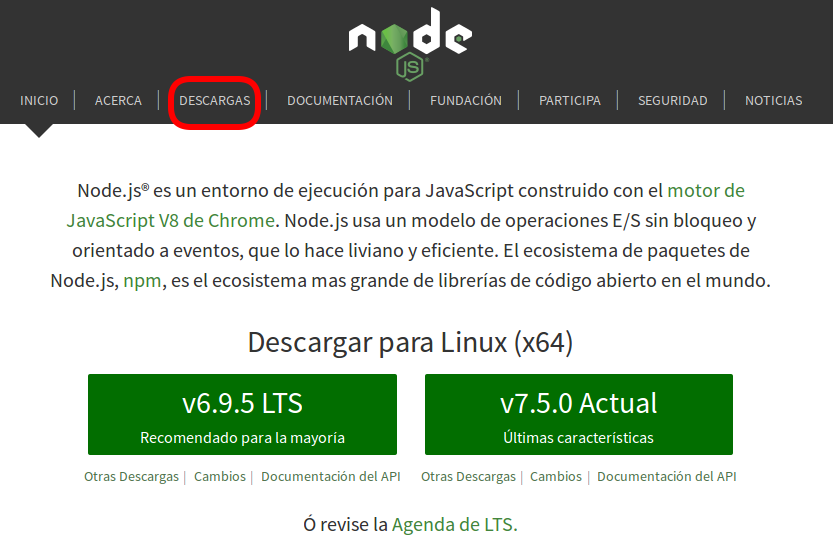 node
JS®
INICIO | ACERCA | DESCARGAS | DOCUMENTACIÓN | FUNDACIÓN | PARTICIPA | SEGURIDAD | NOTICIAS
Node.js® es un entorno de ejecución para JavaScript construido con el motor de
JavaScript V8 de Chrome. Node.js usa un modelo de operaciones E/S sin bloqueo y
orientado a eventos, que lo hace liviano y eficiente. El ecosistema de paquetes de
Node.js, npm, es el ecosistema mas grande de librerías de código abierto en el mundo.
Descargar para Linux (x64)
v6.9.5 LTS
Recomendado para la mayoría
Otras Descargas | Cambios | Documentación del API
v7.5.0 Actual
Últimas características
Otras Descargas | Cambios | Documentación del API
Ó revise la Agenda de LTS.